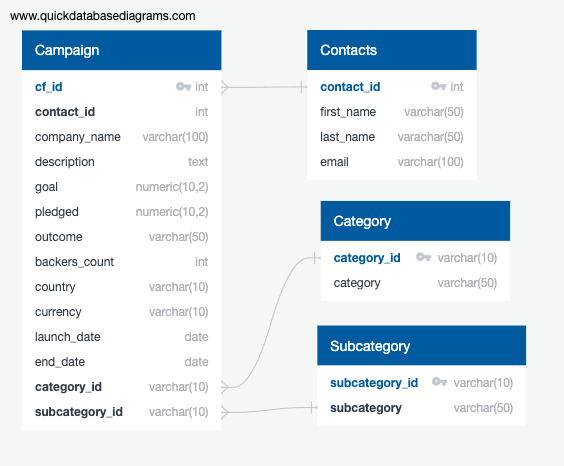 www.quickdatabasediagrams.com
Campaign
cf_id int
contact_id int
company_name varchar(100)
description text
goal numeric(10,2)
pledged numeric(10,2)
outcome varchar(50)
backers_count int
country varchar(10)
currency varchar(10)
launch_date date
end_date date
category_id varchar(10)
subcategory_id varchar(10)
Contacts
contact_id int
first_name varchar(50)
last_name varachar(50)
email varchar(100)
Category
category_id varchar(10)
category varchar(50)
Subcategory
subcategory_id varchar(10)
subcategory varchar(50)